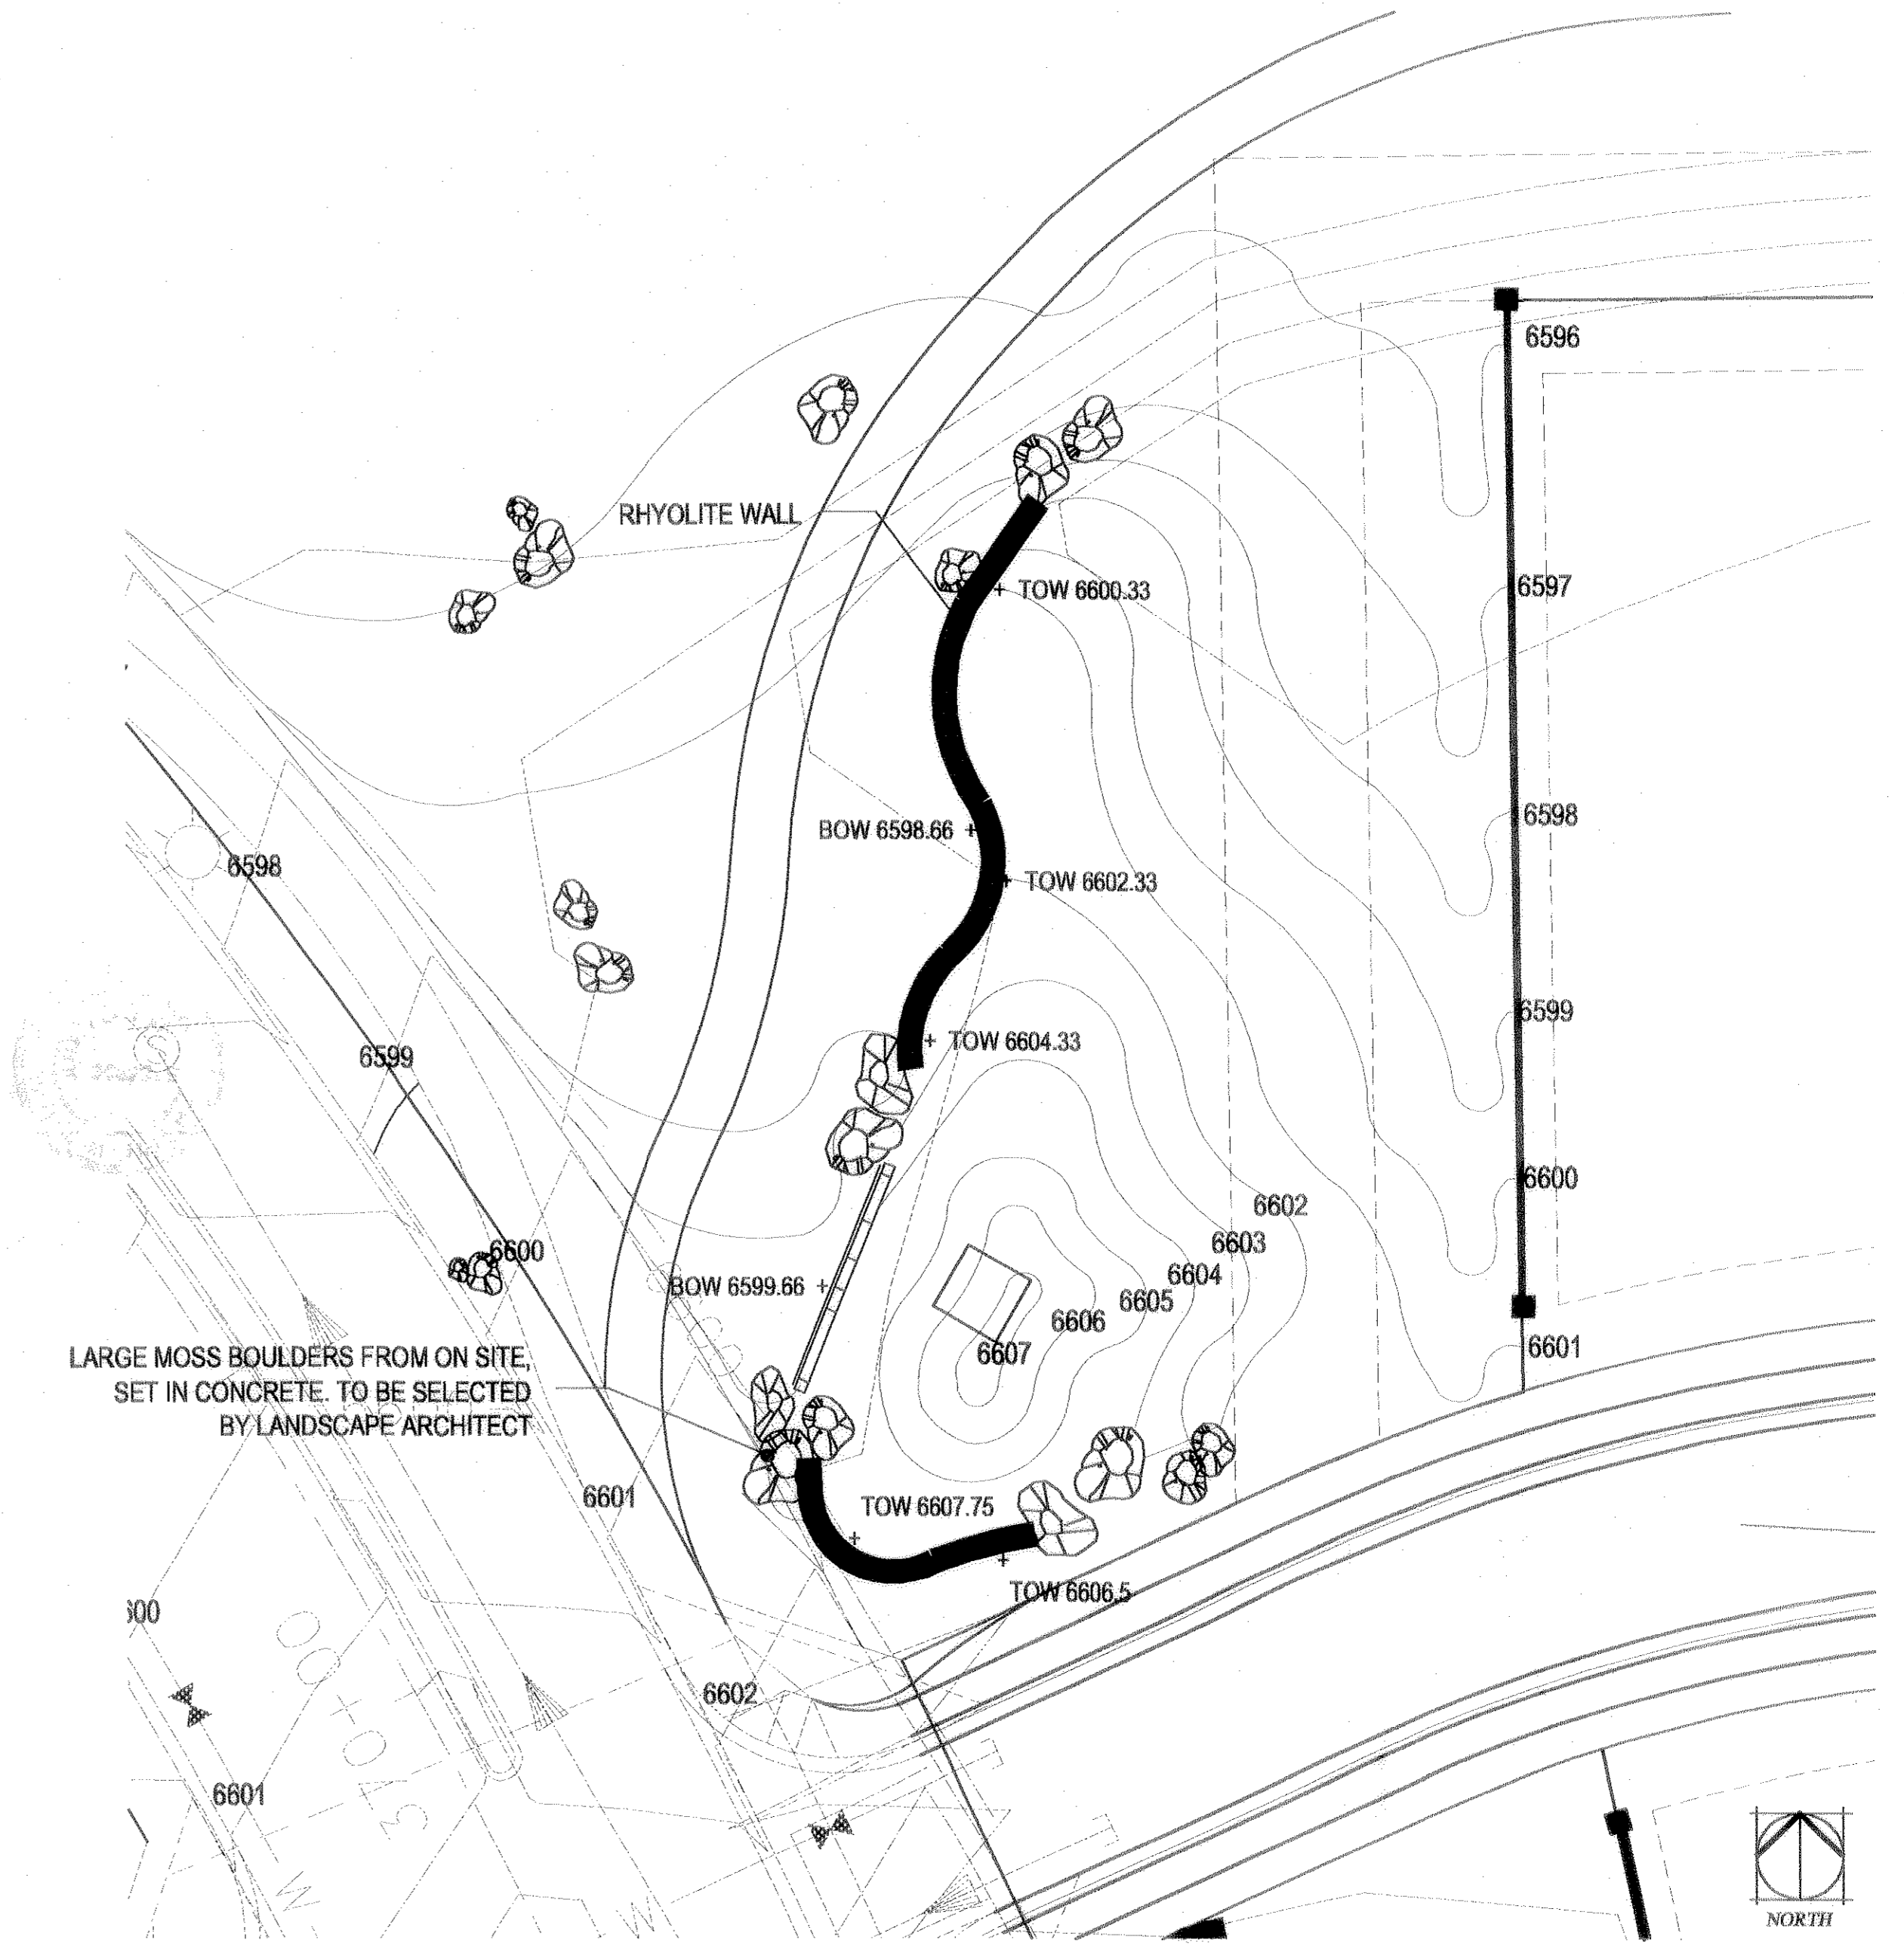 6596
RHYOLITE WALL
6597
TOW 6600.33
6598
BOW 6598.66
6598
TOW 6602.33
6599
TOW 6604.33
6599
S
6600
6602
6603
6600
6604
BOW 6599.66
6605
6606
6607
6601
LARGE MOSS BOULDERS FROM ON SITE,
SET IN CONCRETE. TO BE SELECTED
BY LANDSCAPE ARCHITECT
6601
TOW 6607.75
TOW 6606.5
600
6602
6601
34+00
W
W
NORTH